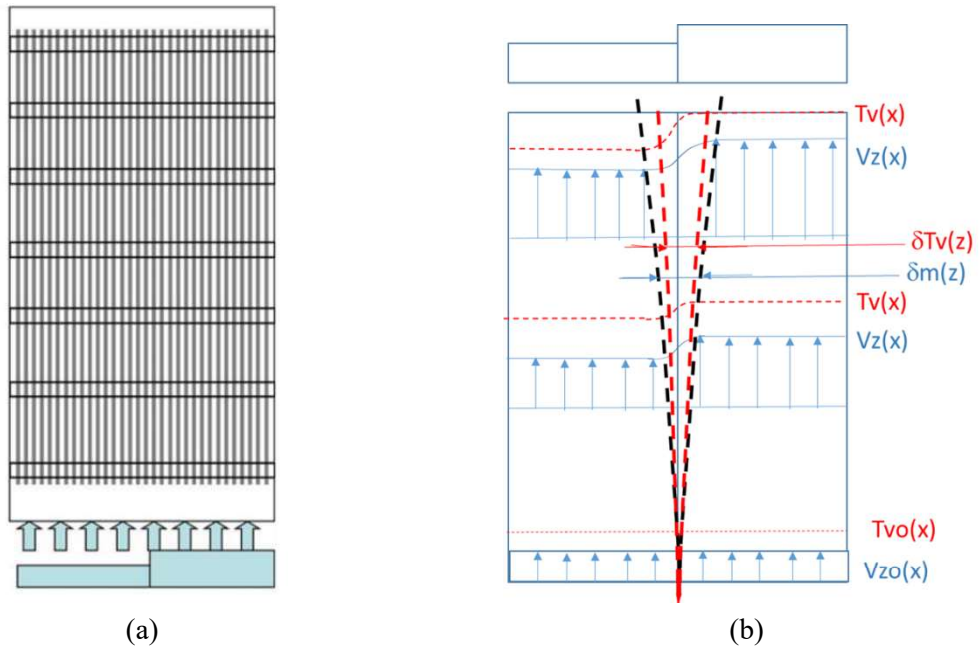 Tv(x)
Vz(x)
δTv(z)
δm(z)
Tv(x)
Vz(x)
Tvo(x)
Vzo(x)
(a)
(b)